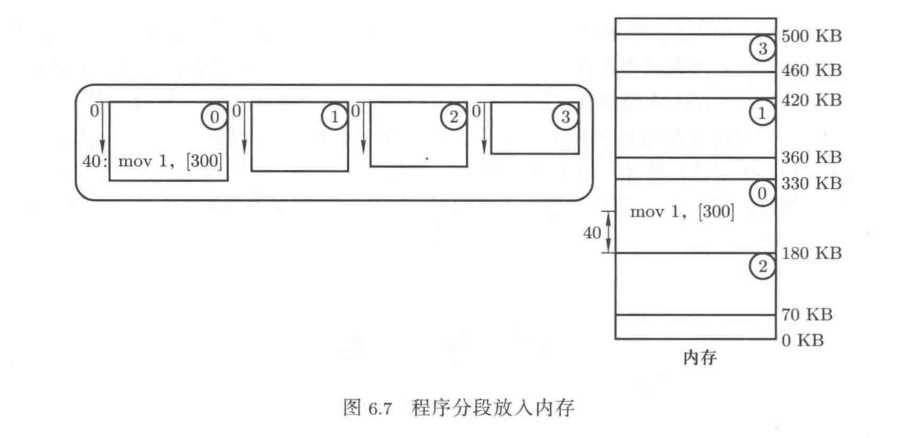 0 ⓪ 0 ① 0 ② 0 ③
40: mov 1, [300]
③ 500 KB
460 KB
① 420 KB
360 KB
⓪ 330 KB
mov 1, [300]
40
② 180 KB
70 KB
0 KB
内存
图 6.7 程序分段放入内存